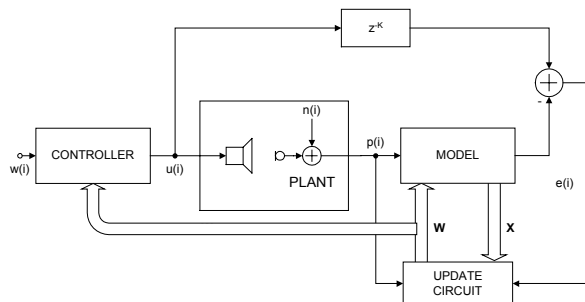 z-K
n(i)
-
p(i)
CONTROLLER
MODEL
w(i)
u(i)
PLANT
e(i)
W
X
UPDATE
CIRCUIT